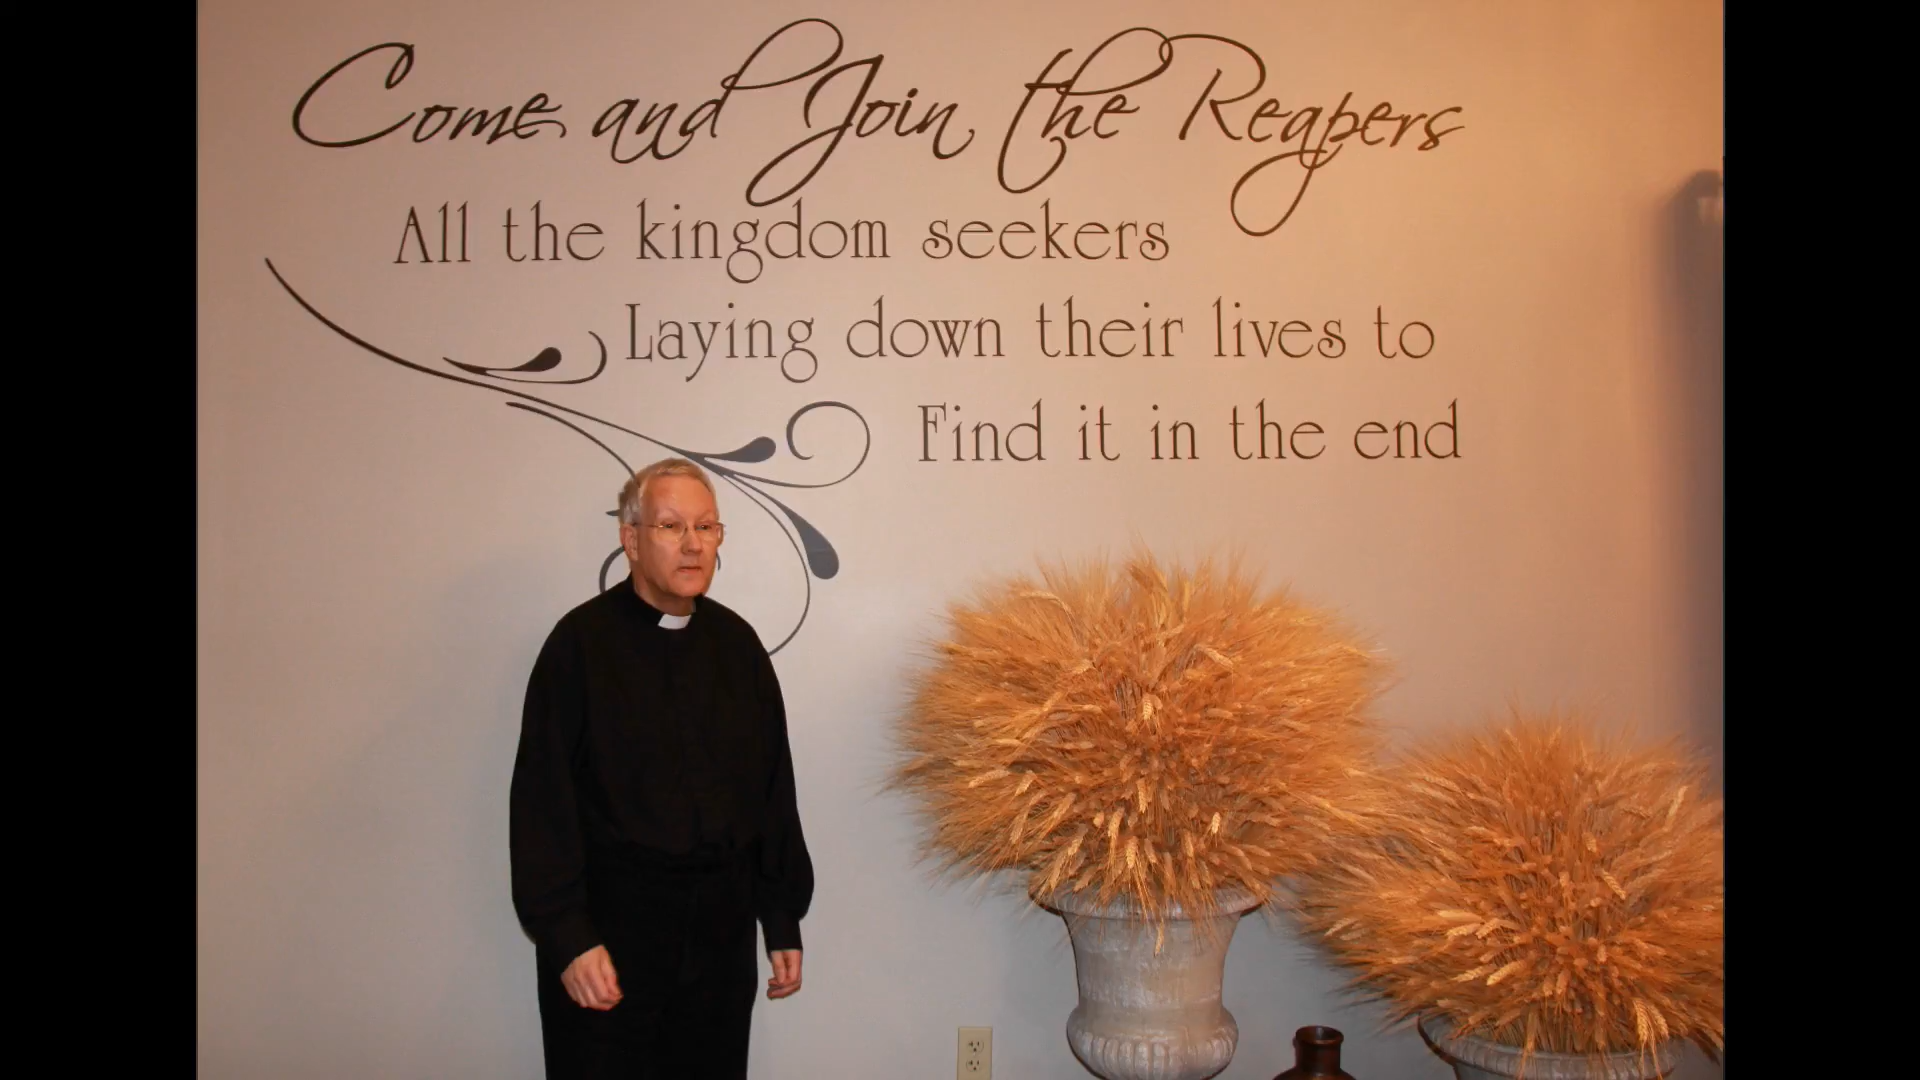 Come and Join the Reapers
All the kingdom seekers
Laying down their lives to
Find it in the end